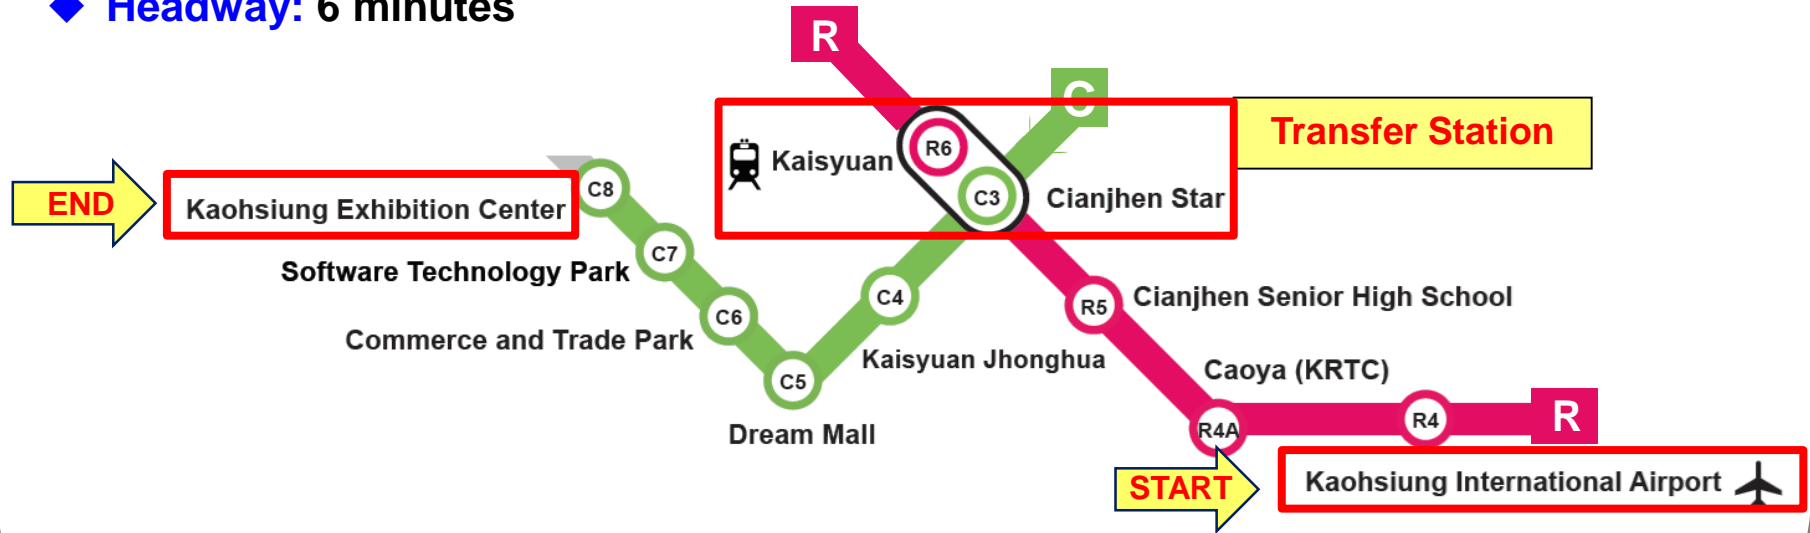 Headway: 6 minutes
R
C
Transfer Station
R6
Kaisyuan
C3
Cianjhen Star
C8
END
Kaohsiung Exhibition Center
C7
Software Technology Park
C4
R5
Cianjhen Senior High School
C6
Commerce and Trade Park
Kaisyuan Jhonghua
C5
Caoya (KRTC)
R4A
R4
R
Dream Mall
START
Kaohsiung International Airport